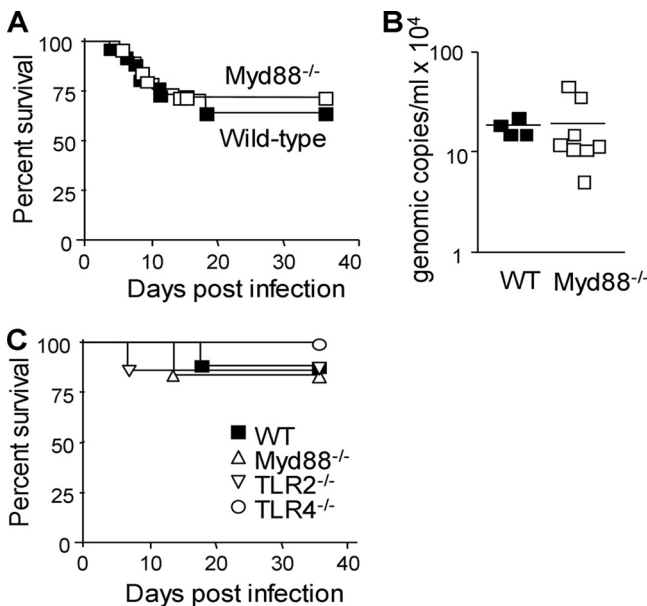 A
Percent survival
100
75
50
25
0
Myd88⁻/⁻
Wild-type
0 10 20 30 40
Days post infection
B
genomic copies/ml x 10⁴
100
10
1
WT Myd88⁻/⁻
C
Percent survival
100
75
50
25
0
WT
Myd88⁻/⁻
TLR2⁻/⁻
TLR4⁻/⁻
0 10 20 30 40
Days post infection